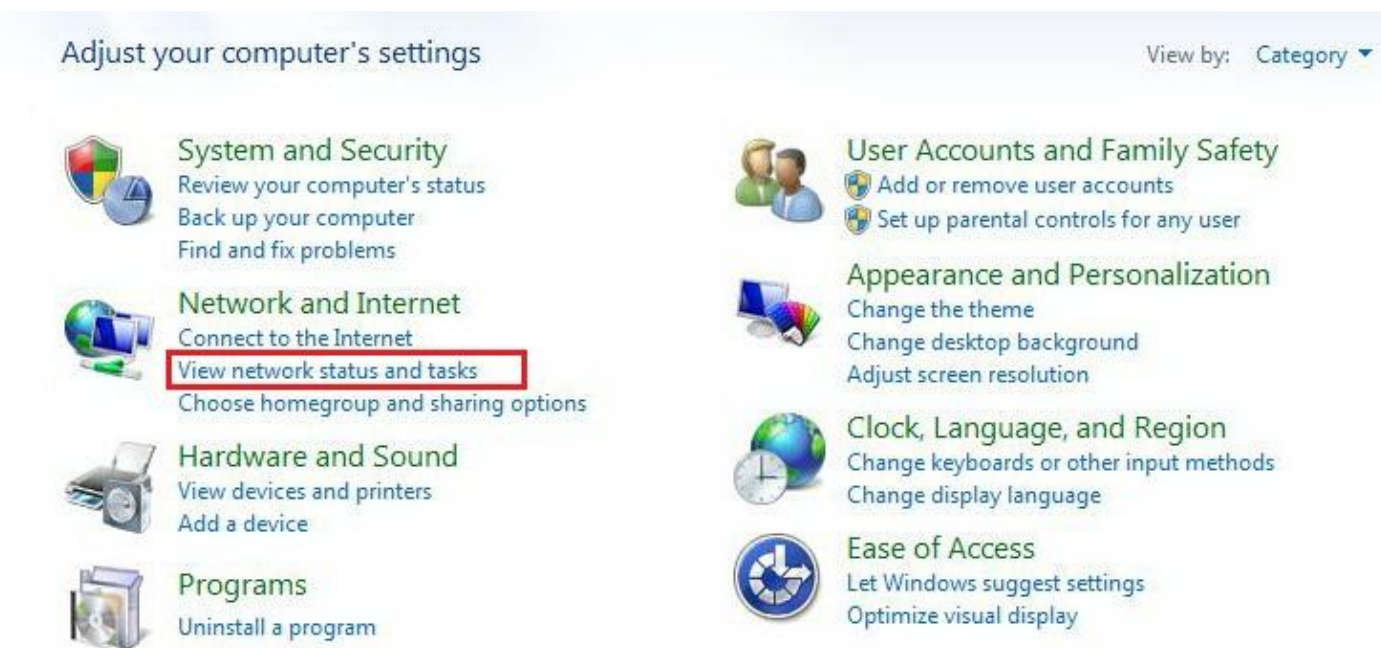 Adjust your computer's settings
View by: Category
System and Security
Review your computer's status
Back up your computer
Find and fix problems
Network and Internet
Connect to the Internet
View network status and tasks
Choose homegroup and sharing options
Hardware and Sound
View devices and printers
Add a device
Programs
Uninstall a program
User Accounts and Family Safety
Add or remove user accounts
Set up parental controls for any user
Appearance and Personalization
Change the theme
Change desktop background
Adjust screen resolution
Clock, Language, and Region
Change keyboards or other input methods
Change display language
Ease of Access
Let Windows suggest settings
Optimize visual display